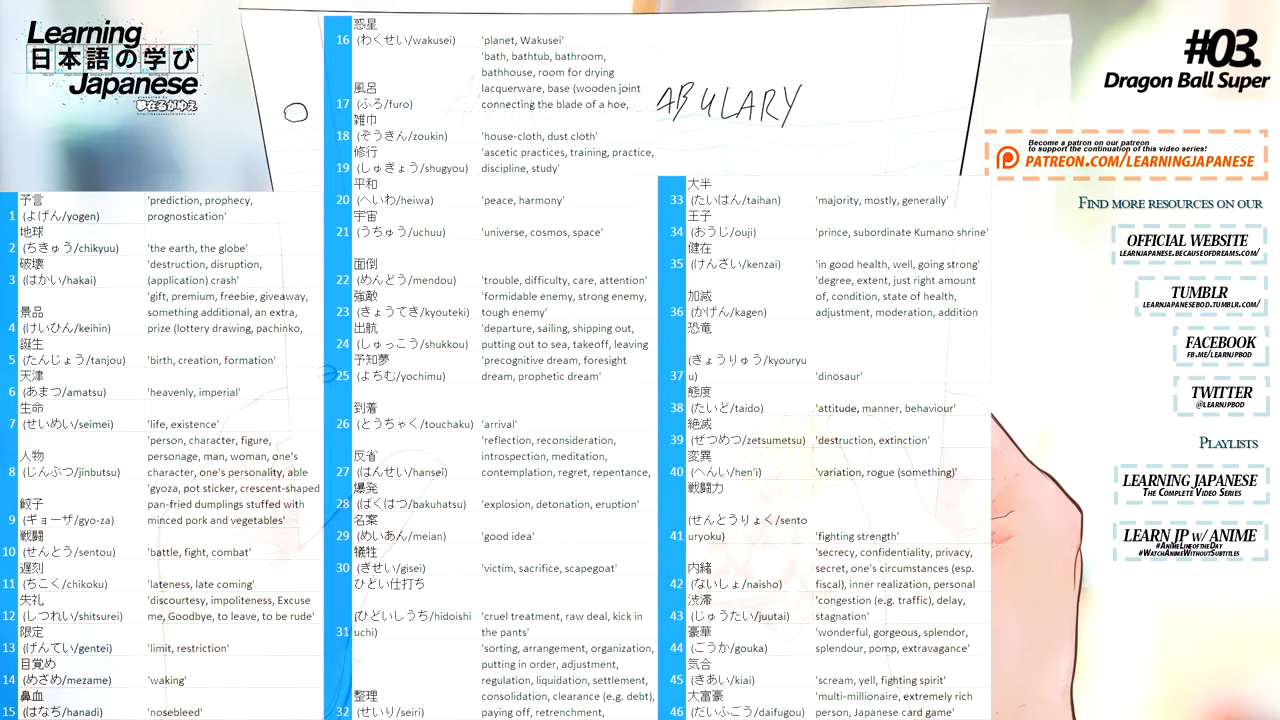 Learning
日本語の学び
Japanese
夢在るがゆえ
#03.
Dragon Ball Super
ABULARY
Become a patron on our patreon
to support the continuation of this video series!
PATREON.COM/LEARNINGJAPANESE
Find more resources on our
OFFICIAL WEBSITE
LEARNJAPANESE.BECAUSEOFDREAMS.COM/
TUMBLR
LEARNJAPANESEBOD.TUMBLR.COM/
FACEBOOK
FB.ME/LEARNJPBOD
TWITTER
@LEARNJPBOD
Playlists
LEARNING JAPANESE
The Complete Video Series
LEARN JP w/ ANIME
#AnimeLineoftheDay
#WatchAnimeWithoutSubtitles
予言
1 (よげん/yogen) 'prediction, prophecy,
prognostication'
地球
2 (ちきゅう/chikyuu) 'the earth, the globe'
破壊
3 (はかい/hakai) 'destruction, disruption,
(application) crash'
景品
4 (けいひん/keihin) 'gift, premium, freebie, giveaway,
something additional, an extra,
prize (lottery drawing, pachinko,
誕生
5 (たんじょう/tanjou) 'birth, creation, formation'
天津
6 (あまつ/amatsu) 'heavenly, imperial'
生命
7 (せいめい/seimei) 'life, existence'
人物
8 (じんぶつ/jinbutsu) 'person, character, figure,
personage, man, woman, one's
character, one's personality, able
餃子
9 (ギョーザ/gyo-za) 'gyoza, pot sticker, crescent-shaped
pan-fried dumplings stuffed with
minced pork and vegetables'
戦闘
10 (せんとう/sentou) 'battle, fight, combat'
遅刻
11 (ちこく/chikoku) 'lateness, late coming'
失礼
12 (しつれい/shitsurei) 'discourtesy, impoliteness, Excuse
me, Goodbye, to leave, to be rude'
限定
13 (げんてい/gentei) 'limit, restriction'
目覚め
14 (めざめ/mezame) 'waking'
鼻血
15 (はなぢ/hanadi) 'nosebleed'
惑星
16 (わくせい/wakusei) 'planet, Wakusei'
風呂
17 (ふろ/furo) 'bath, bathtub, bathroom,
bathhouse, room for drying
lacquerware, base (wooden joint
connecting the blade of a hoe,
雑巾
18 (ぞうきん/zoukin) 'house-cloth, dust cloth'
修行
19 (しゅぎょう/shugyou) 'ascetic practices, training, practice,
discipline, study'
平和
20 (へいわ/heiwa) 'peace, harmony'
宇宙
21 (うちゅう/uchuu) 'universe, cosmos, space'
面倒
22 (めんどう/mendou) 'trouble, difficulty, care, attention'
強敵
23 (きょうてき/kyouteki) 'formidable enemy, strong enemy,
tough enemy'
出航
24 (しゅっこう/shukkou) 'departure, sailing, shipping out,
putting out to sea, takeoff, leaving
予知夢
25 (よちむ/yochimu) 'precognitive dream, foresight
dream, prophetic dream'
到着
26 (とうちゃく/touchaku) 'arrival'
反省
27 (はんせい/hansei) 'reflection, reconsideration,
introspection, meditation,
contemplation, regret, repentance,
爆発
28 (ばくはつ/bakuhatsu) 'explosion, detonation, eruption'
名案
29 (めいあん/meian) 'good idea'
犠牲
30 (ぎせい/gisei) 'victim, sacrifice, scapegoat'
ひどい仕打ち
31 (ひどいしうち/hidoishi
uchi) 'cruel treatment, raw deal, kick in
the pants'
整理
32 (せいり/seiri) 'sorting, arrangement, organization,
putting in order, adjustment,
regulation, liquidation, settlement,
consolidation, clearance (e.g. debt),
paying off, retrenchment,
大半
33 (たいはん/taihan) 'majority, mostly, generally'
王子
34 (おうじ/ouji) 'prince, subordinate Kumano shrine'
健在
35 (けんざい/kenzai) 'in good health, well, going strong'
加減
36 (かげん/kagen) 'degree, extent, just right amount
of, condition, state of health,
adjustment, moderation, addition
恐竜
37 (きょうりゅう/kyouryu
u) 'dinosaur'
態度
38 (たいど/taido) 'attitude, manner, behaviour'
絶滅
39 (ぜつめつ/zetsumetsu) 'destruction, extinction'
変異
40 (へんい/hen'i) 'variation, rogue (something)'
戦闘力
41 (せんとうりょく/sento
uryoku) 'fighting strength'
内緒
42 (ないしょ/naisho) 'secrecy, confidentiality, privacy,
secret, one's circumstances (esp.
fiscal), inner realization, personal
渋滞
43 (じゅうたい/juutai) 'congestion (e.g. traffic), delay,
stagnation'
豪華
44 (ごうか/gouka) 'wonderful, gorgeous, splendor,
splendour, pomp, extravagance'
気合
45 (きあい/kiai) 'scream, yell, fighting spirit'
大富豪
46 (だいふごう/daifugou) 'multi-millionaire, extremely rich
person, Japanese card game'